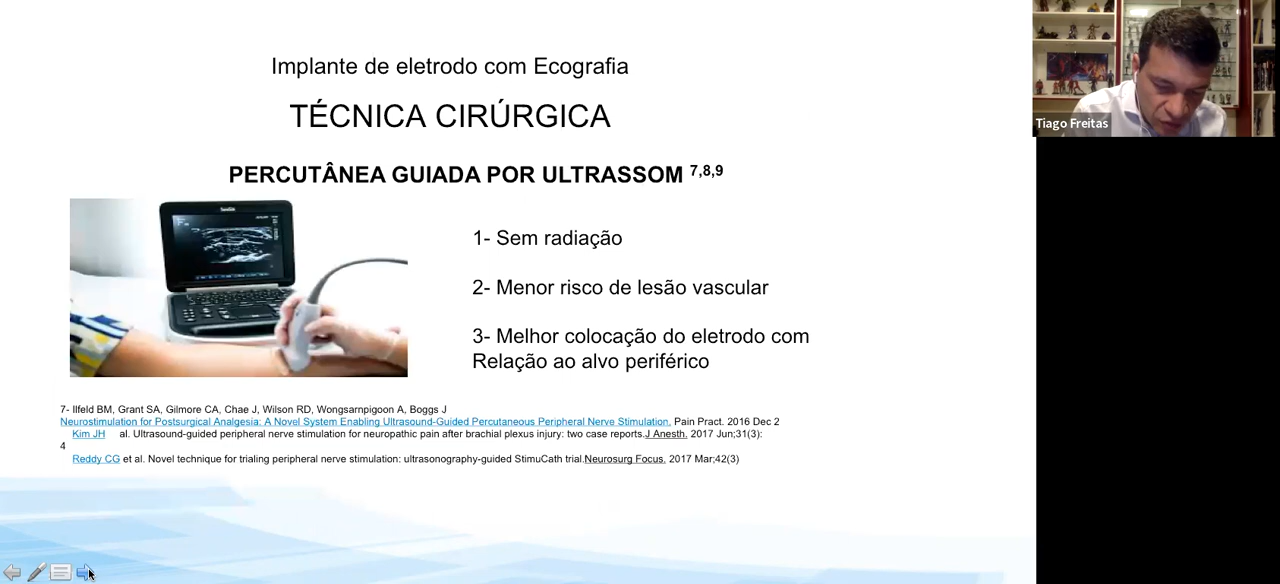 Implante de eletrodo com Ecografia
TÉCNICA CIRÚRGICA
PERCUTÂNEA GUIADA POR ULTRASSOM 7,8,9
1- Sem radiação
2- Menor risco de lesão vascular
3- Melhor colocação do eletrodo com
Relação ao alvo periférico
7- Ilfeld BM, Grant SA, Gilmore CA, Chae J, Wilson RD, Wongsarnpigoon A, Boggs J
Neurostimulation for Postsurgical Analgesia: A Novel System Enabling Ultrasound-Guided Percutaneous Peripheral Nerve Stimulation. Pain Pract. 2016 Dec 2
Kim JH al. Ultrasound-guided peripheral nerve stimulation for neuropathic pain after brachial plexus injury: two case reports.J Anesth. 2017 Jun;31(3):
4
Reddy CG et al. Novel technique for trialing peripheral nerve stimulation: ultrasonography-guided StimuCath trial.Neurosurg Focus. 2017 Mar;42(3)
Tiago Freitas